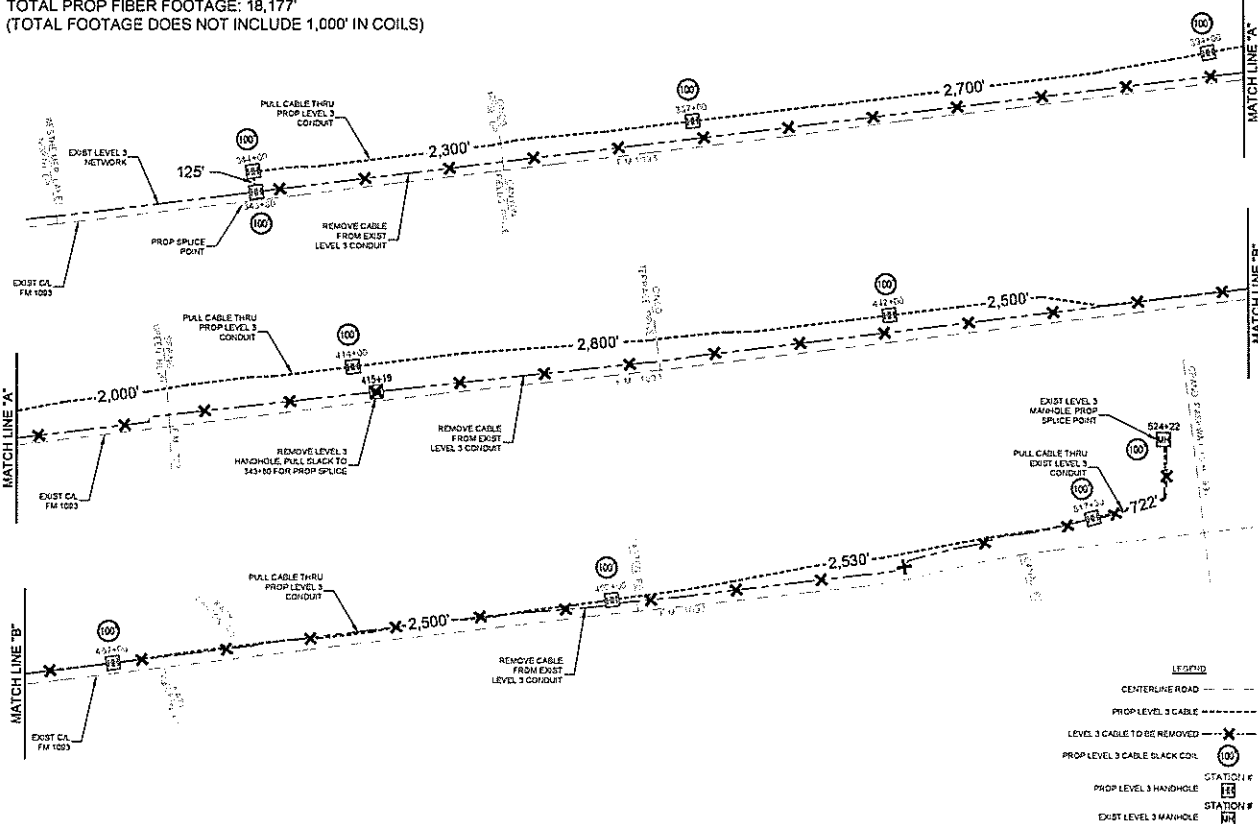 TOTAL PROP FIBER FOOTAGE: 18,177'
(TOTAL FOOTAGE DOES NOT INCLUDE 1,000' IN COILS)
100'
MATCH LINE "A"
2,700'
100'
PULL CABLE THRU
PROP LEVEL 3
CONDUIT
EXIST LEVEL 3
NETWORK
100'
344+00
2,300'
125'
100'
PROP SPLICE
POINT
REMOVE CABLE
FROM EXIST
LEVEL 3 CONDUIT
EXIST C/L
FM 1093
MATCH LINE "B"
100'
442+00
2,500'
PULL CABLE THRU
PROP LEVEL 3
CONDUIT
100'
414+00
2,800'
415+19
2,000'
MATCH LINE "A"
REMOVE LEVEL 3
HANDHOLE, PULL SLACK TO
343+80 FOR PROP SPLICE
REMOVE CABLE
FROM EXIST
LEVEL 3 CONDUIT
EXIST C/L
FM 1093
EXIST LEVEL 3
MANHOLE, PROP
SPLICE POINT
524+22
MH
100'
PULL CABLE THRU
EXIST LEVEL 3
CONDUIT
100'
722'
2,530'
100'
PULL CABLE THRU
PROP LEVEL 3
CONDUIT
2,500'
100'
MATCH LINE "B"
REMOVE CABLE
FROM EXIST
LEVEL 3 CONDUIT
EXIST C/L
FM 1093
LEGEND
CENTERLINE ROAD
PROP LEVEL 3 CABLE
LEVEL 3 CABLE TO BE REMOVED
PROP LEVEL 3 CABLE SLACK COIL
100'
STATION #
PROP LEVEL 3 HANDHOLE
HH
STATION #
EXIST LEVEL 3 MANHOLE
MH